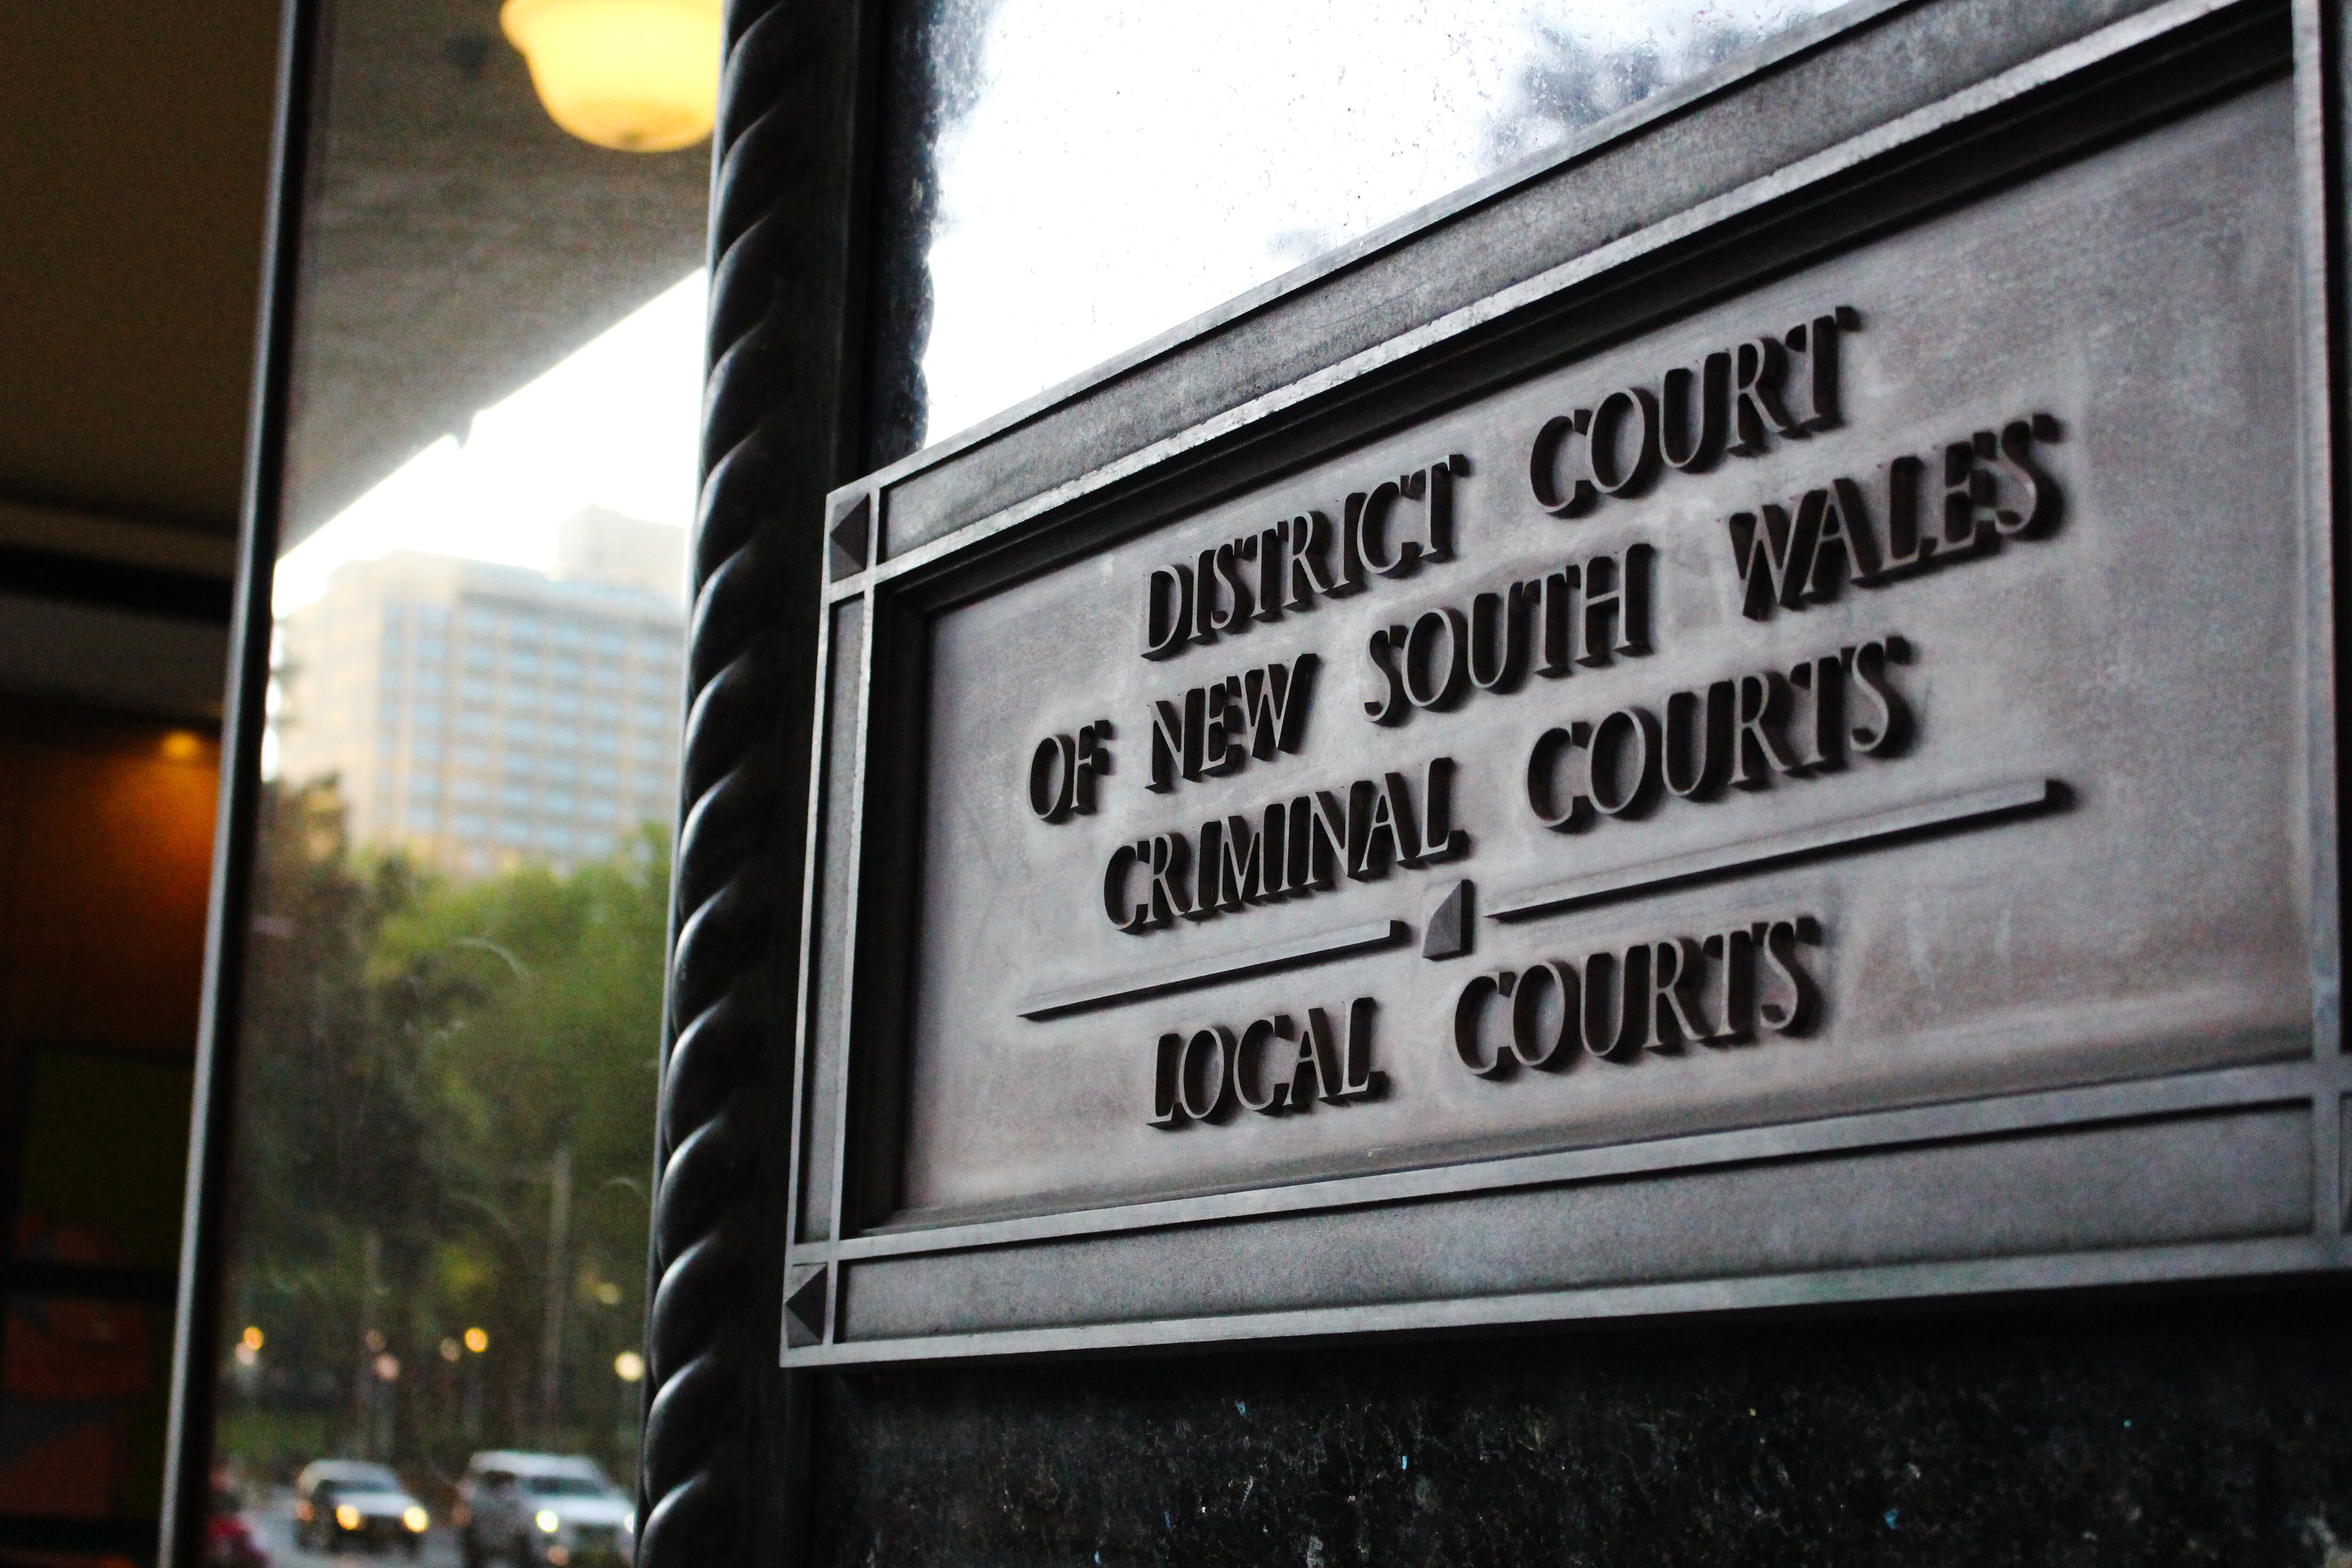 DISTRICT COURT
OF NEW SOUTH WALES
CRIMINAL COURTS
LOCAL COURTS